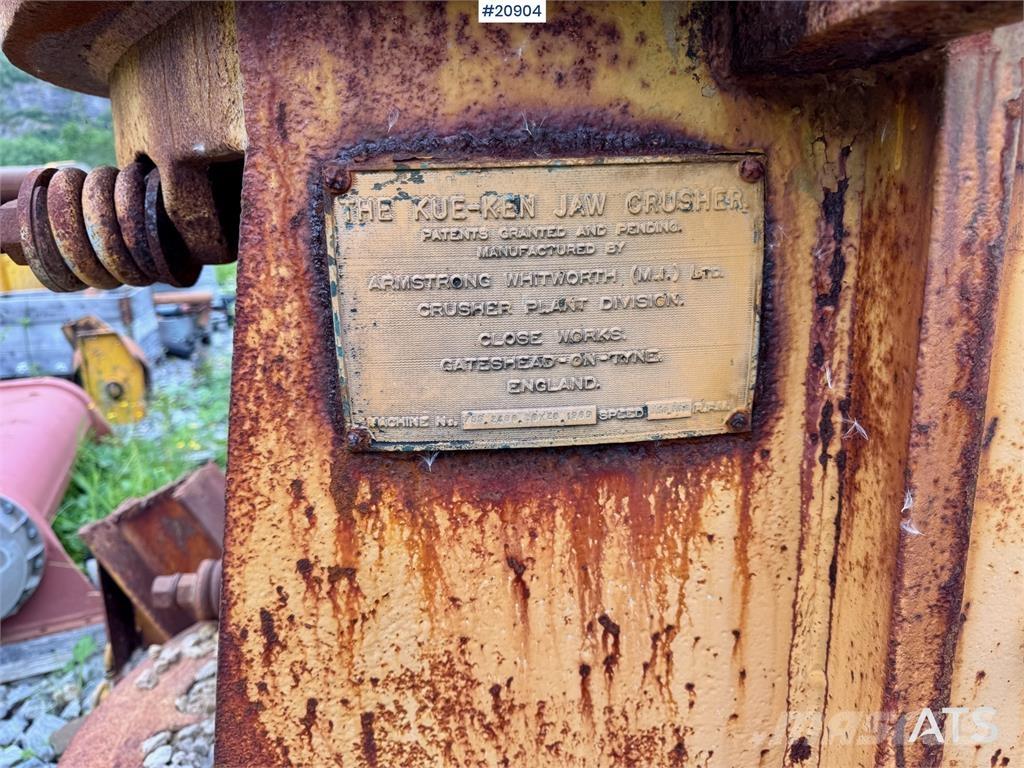 #20904
THE KUE-KEN JAW CRUSHER.
PATENTS GRANTED AND PENDING.
MANUFACTURED BY
ARMSTRONG WHITWORTH (M.I.) LTD.
CRUSHER PLANT DIVISION.
CLOSE WORKS.
GATESHEAD-ON-TYNE.
ENGLAND.
MACHINE No. SPEED R.P.M.
MASCUS
ATS